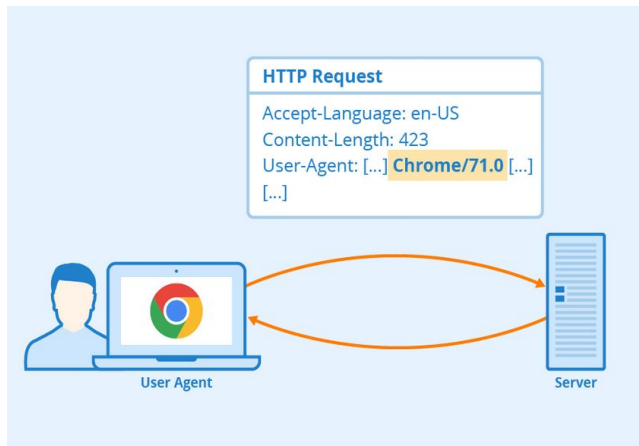 HTTP Request
Accept-Language: en-US
Content-Length: 423
User-Agent: [...] Chrome/71.0 [...]
[...]
User Agent
Server